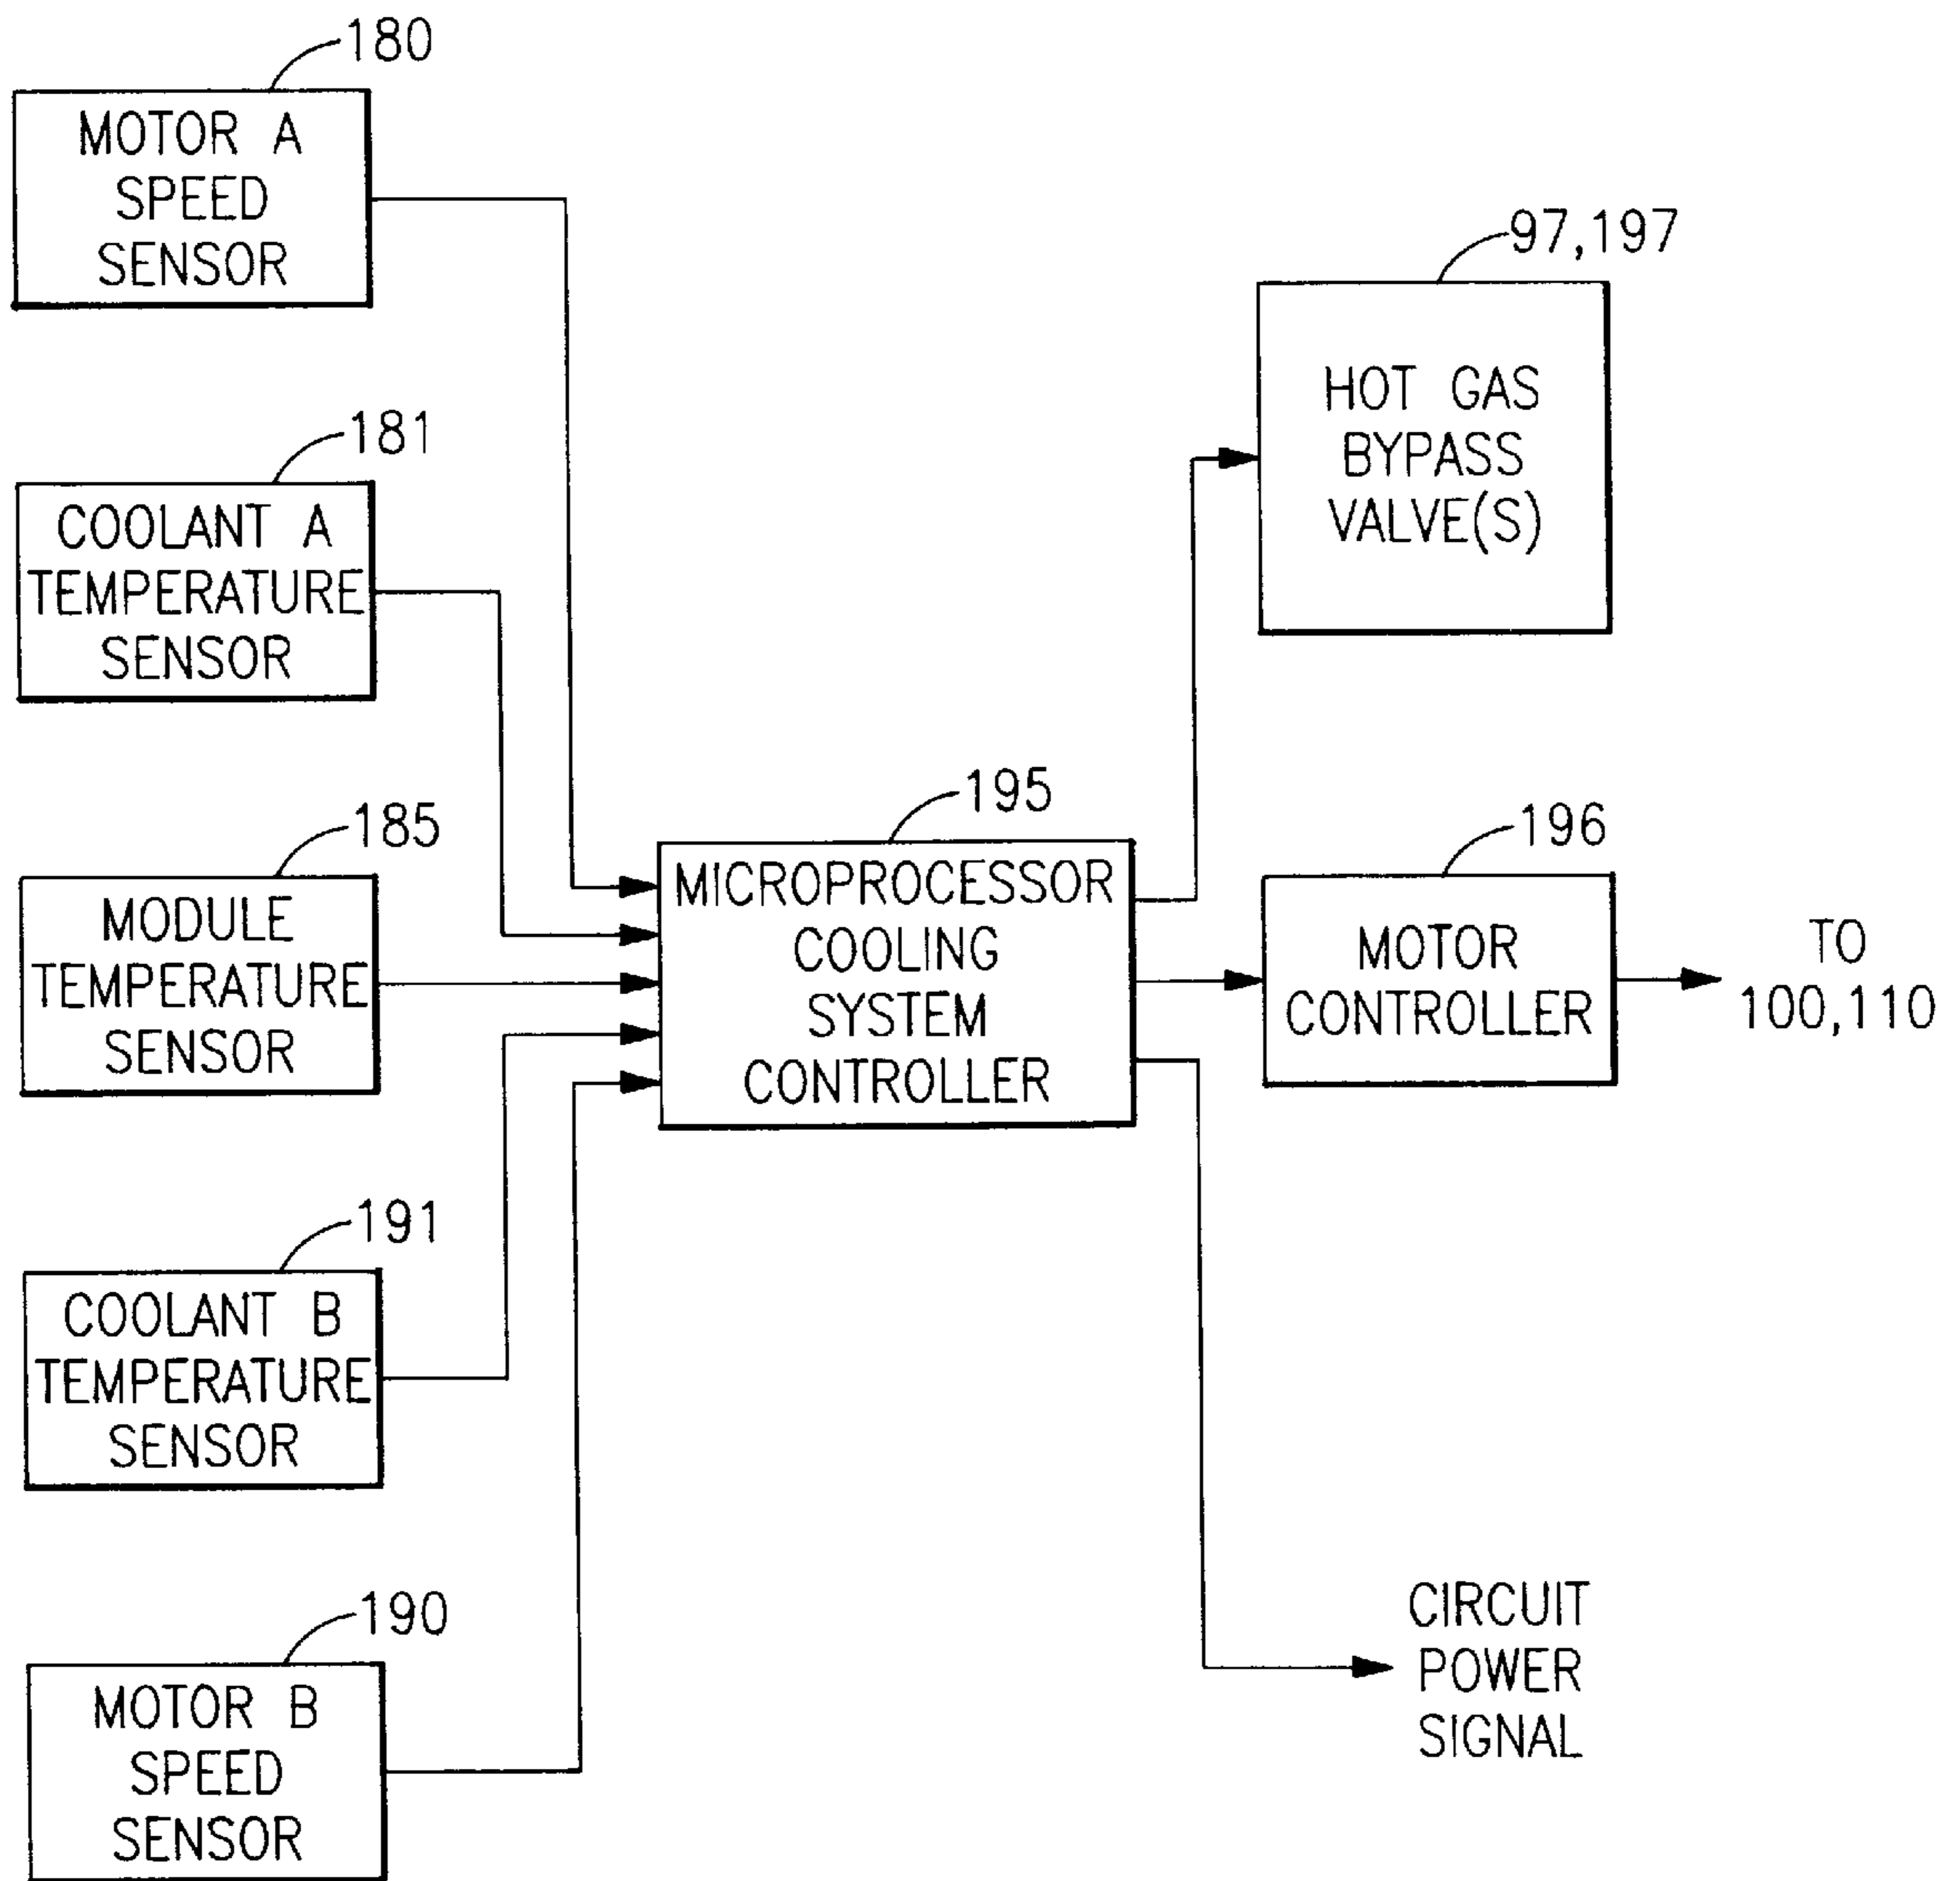 180
MOTOR A
SPEED
SENSOR
181
COOLANT A
TEMPERATURE
SENSOR
185
MODULE
TEMPERATURE
SENSOR
191
COOLANT B
TEMPERATURE
SENSOR
190
MOTOR B
SPEED
SENSOR
195
MICROPROCESSOR
COOLING
SYSTEM
CONTROLLER
97,197
HOT GAS
BYPASS
VALVE(S)
196
MOTOR
CONTROLLER
TO
100,110
CIRCUIT
POWER
SIGNAL